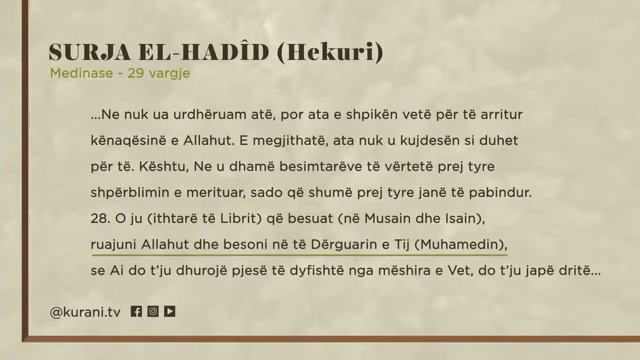 SURJA EL-HADÎD (Hekuri)
Medinase - 29 vargje
...Ne nuk ua urdhëruam atë, por ata e shpikën vetë për të arritur
kënaqësinë e Allahut. E megjithatë, ata nuk u kujdesën si duhet
për të. Kështu, Ne u dhamë besimtarëve të vërtetë prej tyre
shpërblimin e merituar, sado që shumë prej tyre janë të pabindur.
28. O ju (ithtarë të Librit) që besuat (në Musain dhe Isain),
ruajuni Allahut dhe besoni në të Dërguarin e Tij (Muhamedin),
se Ai do t'ju dhurojë pjesë të dyfishtë nga mëshira e Vet, do t'ju japë dritë...
@kurani.tv